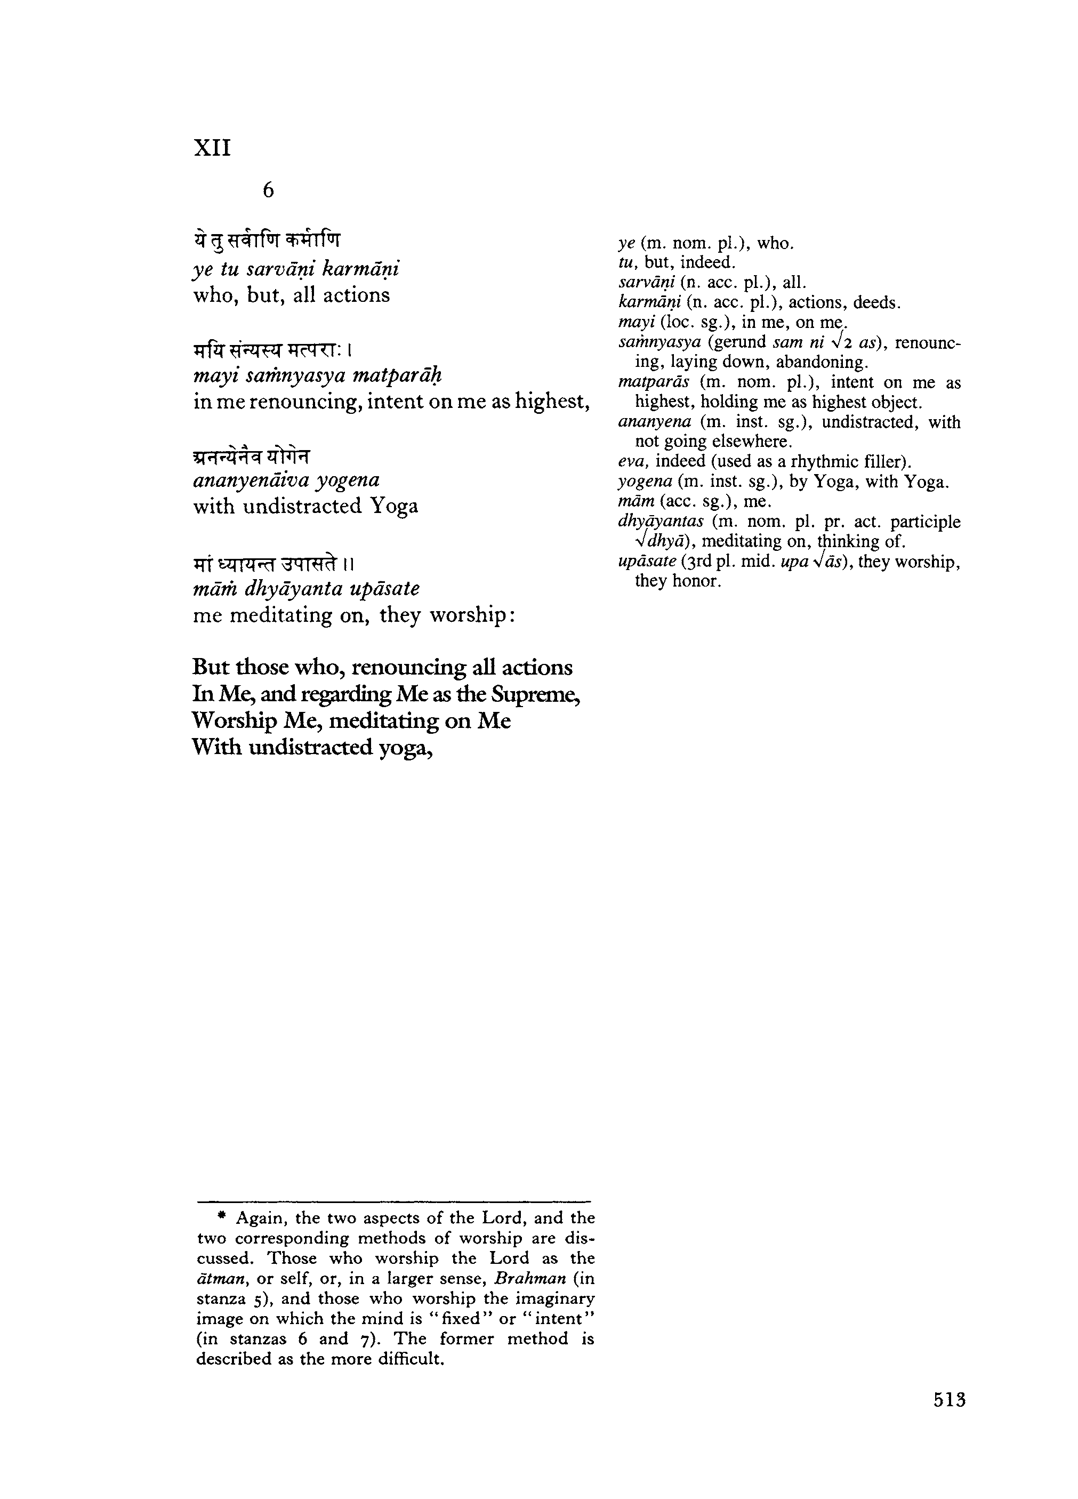 XII
6
ये तु सर्वाणि कर्माणि
ye tu sarvāṇi karmāṇi
who, but, all actions
मयि संन्यस्य मत्पराः ।
mayi saṁnyasya matparāḥ
in me renouncing, intent on me as highest,
अनन्येनैव योगेन
ananyenāiva yogena
with undistracted Yoga
मां ध्यायन्त उपासते ॥
māṁ dhyāyanta upāsate
me meditating on, they worship:
But those who, renouncing all actions
In Me, and regarding Me as the Supreme,
Worship Me, meditating on Me
With undistracted yoga,
ye (m. nom. pl.), who.
tu, but, indeed.
sarvāṇi (n. acc. pl.), all.
karmāṇi (n. acc. pl.), actions, deeds.
mayi (loc. sg.), in me, on me.
saṁnyasya (gerund sam ni √2 as), renounc-
ing, laying down, abandoning.
matparās (m. nom. pl.), intent on me as
highest, holding me as highest object.
ananyena (m. inst. sg.), undistracted, with
not going elsewhere.
eva, indeed (used as a rhythmic filler).
yogena (m. inst. sg.), by Yoga, with Yoga.
mām (acc. sg.), me.
dhyāyantas (m. nom. pl. pr. act. participle
√dhyā), meditating on, thinking of.
upāsate (3rd pl. mid. upa √ās), they worship,
they honor.
* Again, the two aspects of the Lord, and the
two corresponding methods of worship are dis-
cussed. Those who worship the Lord as the
ātman, or self, or, in a larger sense, Brahman (in
stanza 5), and those who worship the imaginary
image on which the mind is "fixed" or "intent"
(in stanzas 6 and 7). The former method is
described as the more difficult.
513